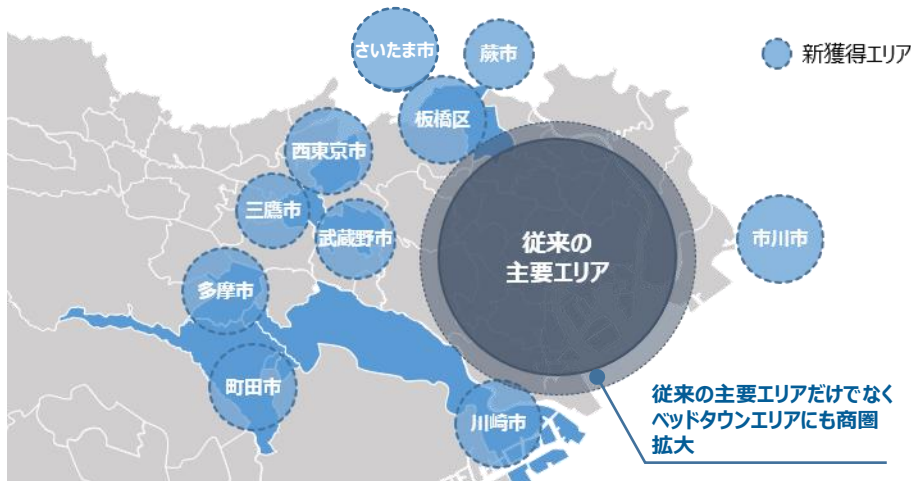 さいたま市
蕨市
新獲得エリア
板橋区
西東京市
三鷹市
武蔵野市
従来の
主要エリア
市川市
多摩市
町田市
川崎市
従来の主要エリアだけでなく
ベッドタウンエリアにも商圏
拡大